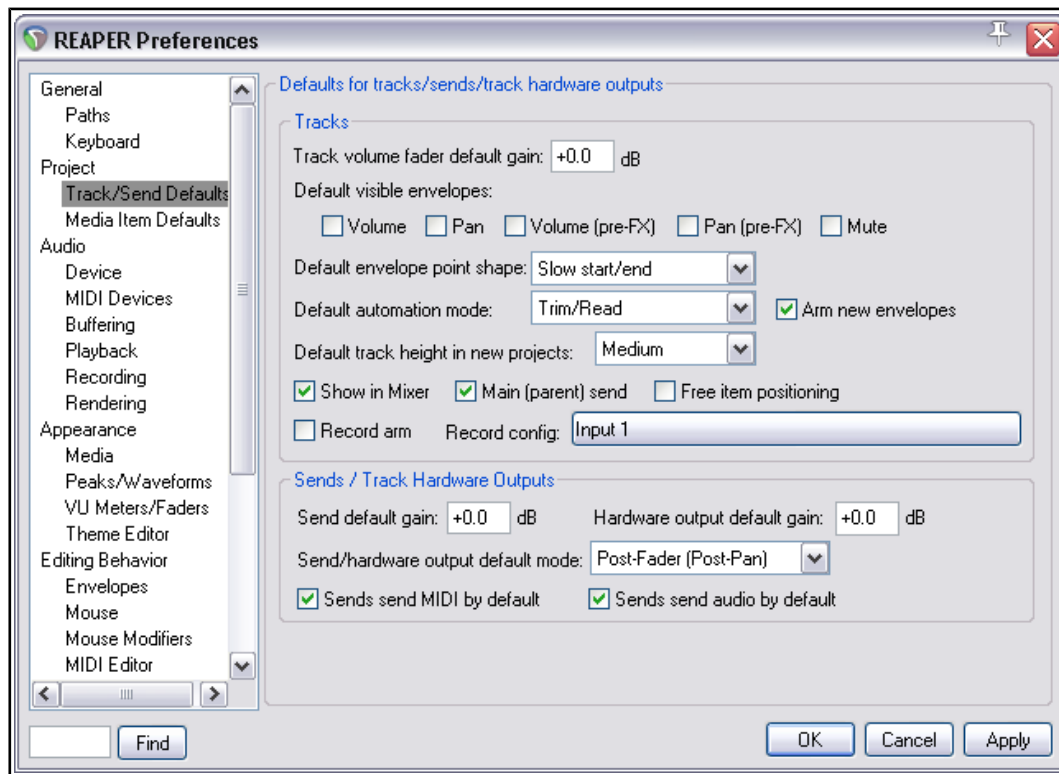 REAPER Preferences
General
Paths
Keyboard
Project
Track/Send Defaults
Media Item Defaults
Audio
Device
MIDI Devices
Buffering
Playback
Recording
Rendering
Appearance
Media
Peaks/Waveforms
VU Meters/Faders
Theme Editor
Editing Behavior
Envelopes
Mouse
Mouse Modifiers
MIDI Editor
Find
Defaults for tracks/sends/track hardware outputs
Tracks
Track volume fader default gain: +0.0 dB
Default visible envelopes:
Volume Pan Volume (pre-FX) Pan (pre-FX) Mute
Default envelope point shape: Slow start/end
Default automation mode: Trim/Read Arm new envelopes
Default track height in new projects: Medium
Show in Mixer Main (parent) send Free item positioning
Record arm Record config: Input 1
Sends / Track Hardware Outputs
Send default gain: +0.0 dB Hardware output default gain: +0.0 dB
Send/hardware output default mode: Post-Fader (Post-Pan)
Sends send MIDI by default Sends send audio by default
OK Cancel Apply